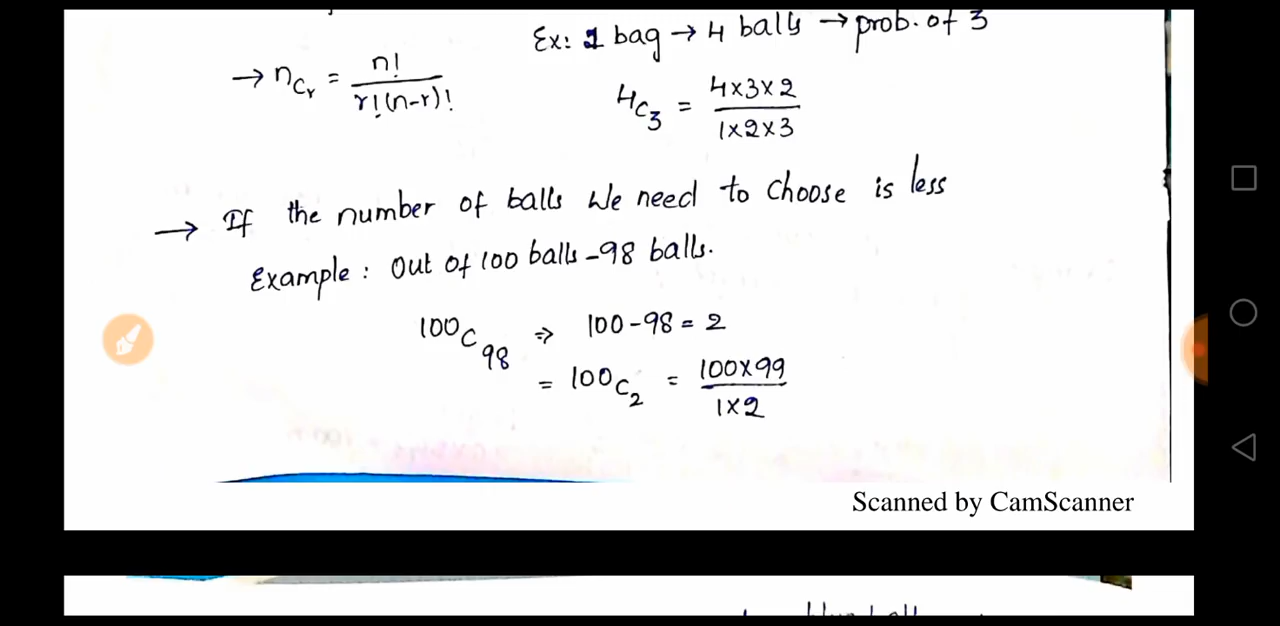 Ex: 1 bag → 4 balls → prob. of 3
→ nCr = n! / r!(n-r)!
4C3 = 4×3×2 / 1×2×3
→ If the number of balls we need to choose is less
Example : Out of 100 balls - 98 balls.
100C98 ⇒ 100-98 = 2
= 100C2 = 100×99 / 1×2
Scanned by CamScanner